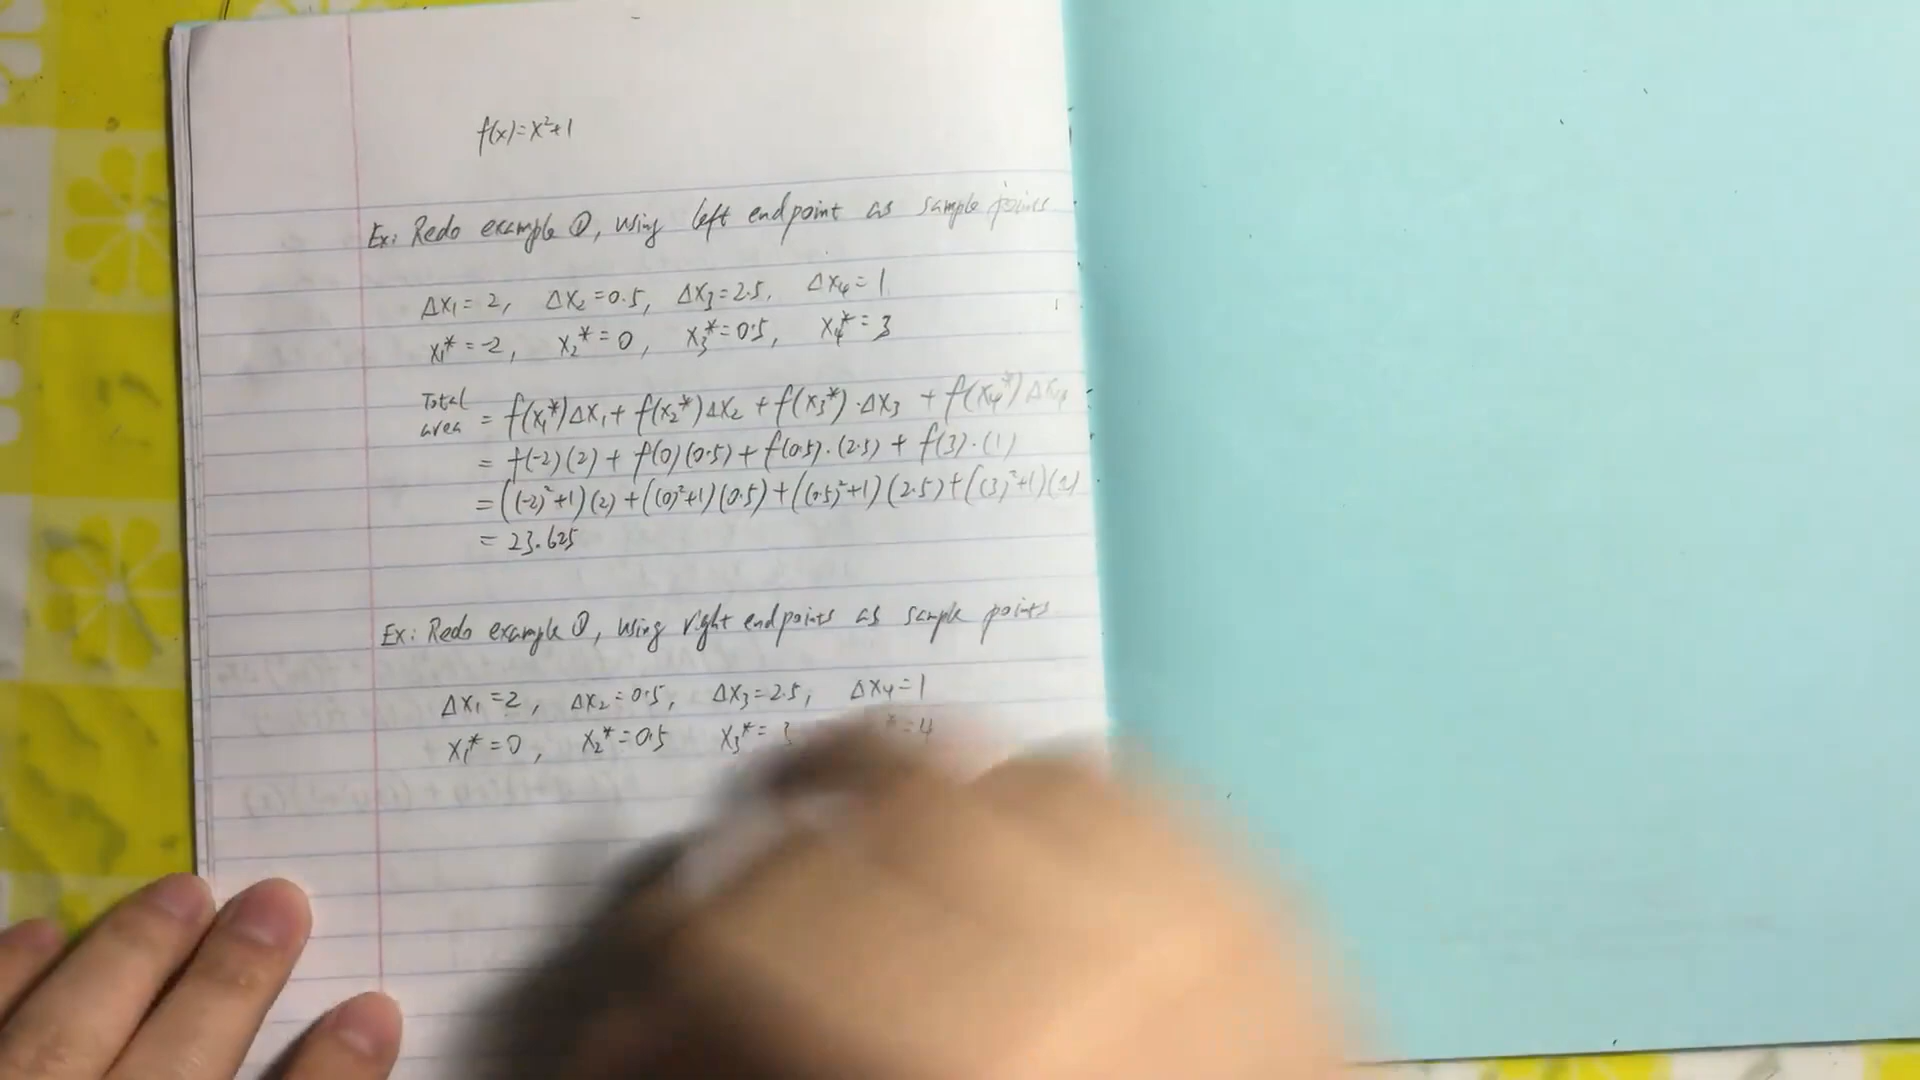 f(x)=x²+1
Ex: Redo example ①, using left endpoint as sample points
Δx₁ = 2, Δx₂ = 0.5, Δx₃ = 2.5, Δx₄ = 1
x₁* = -2, x₂* = 0, x₃* = 0.5, x₄* = 3
Total area = f(x₁*)Δx₁ + f(x₂*)Δx₂ + f(x₃*)·Δx₃ + f(x₄*)Δx₄
= f(-2)(2) + f(0)(0.5) + f(0.5)·(2.5) + f(3)·(1)
= ((-2)²+1)(2) + ((0)²+1)(0.5) + ((0.5)²+1)(2.5) + ((3)²+1)(1)
= 23.625
Ex: Redo example ①, using right endpoints as sample points
Δx₁ = 2, Δx₂ = 0.5, Δx₃ = 2.5, Δx₄ = 1
x₁* = 0, x₂* = 0.5 x₃* = 3 * = 4